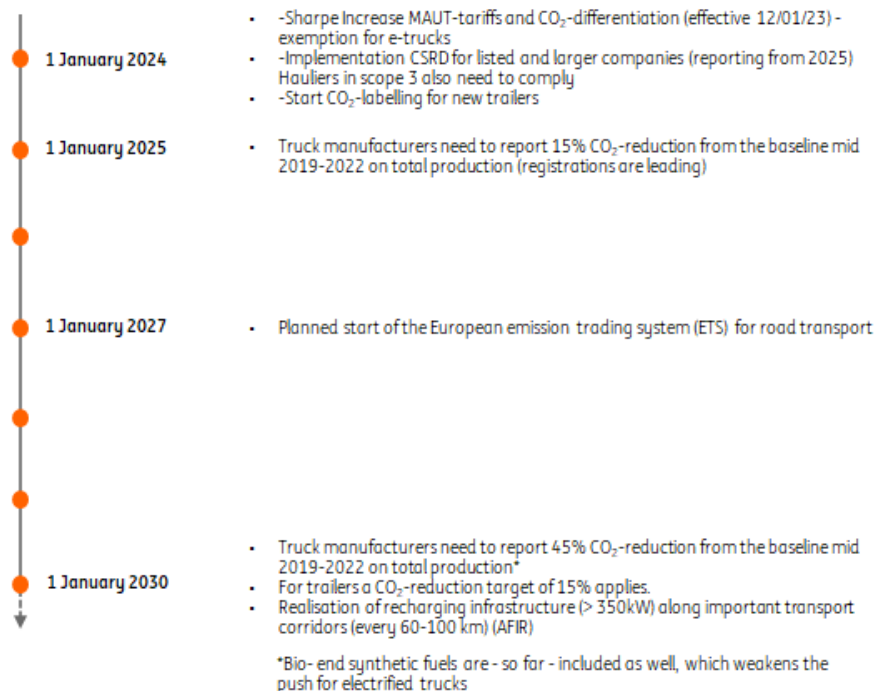 • -Sharpe Increase MAUT-tariffs and CO₂-differentiation (effective 12/01/23) -
exemption for e-trucks
1 January 2024
• -Implementation CSRD for listed and larger companies (reporting from 2025)
Hauliers in scope 3 also need to comply
• -Start CO₂-labelling for new trailers
1 January 2025
• Truck manufacturers need to report 15% CO₂-reduction from the baseline mid
2019-2022 on total production (registrations are leading)
1 January 2027
• Planned start of the European emission trading system (ETS) for road transport
• Truck manufacturers need to report 45% CO₂-reduction from the baseline mid
2019-2022 on total production*
1 January 2030
• For trailers a CO₂-reduction target of 15% applies.
• Realisation of recharging infrastructure (> 350kW) along important transport
corridors (every 60-100 km) (AFIR)
*Bio- end synthetic fuels are - so far - included as well, which weakens the
push for electrified trucks